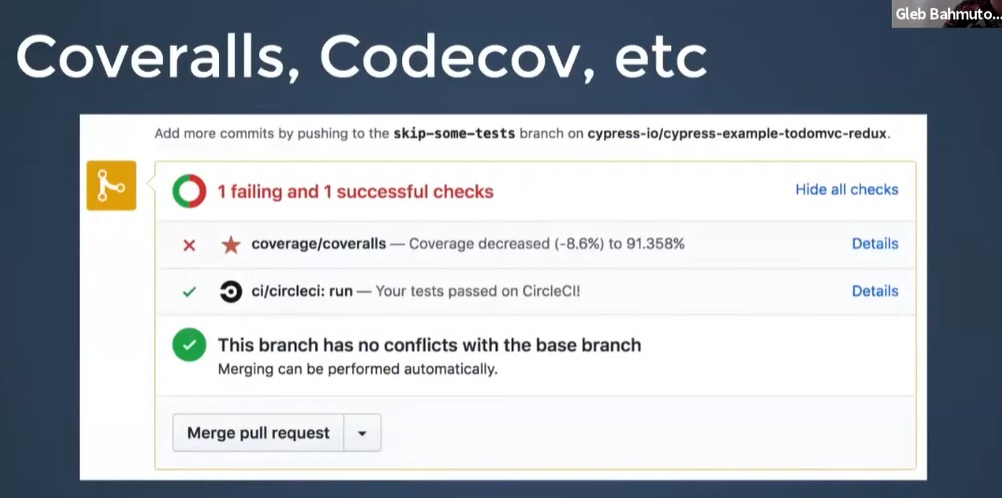 Gleb Bahmuto...
Coveralls, Codecov, etc
Add more commits by pushing to the skip-some-tests branch on cypress-io/cypress-example-todomvc-redux.
1 failing and 1 successful checks
Hide all checks
coverage/coveralls — Coverage decreased (-8.6%) to 91.358%
Details
ci/circleci: run — Your tests passed on CircleCI!
Details
This branch has no conflicts with the base branch
Merging can be performed automatically.
Merge pull request